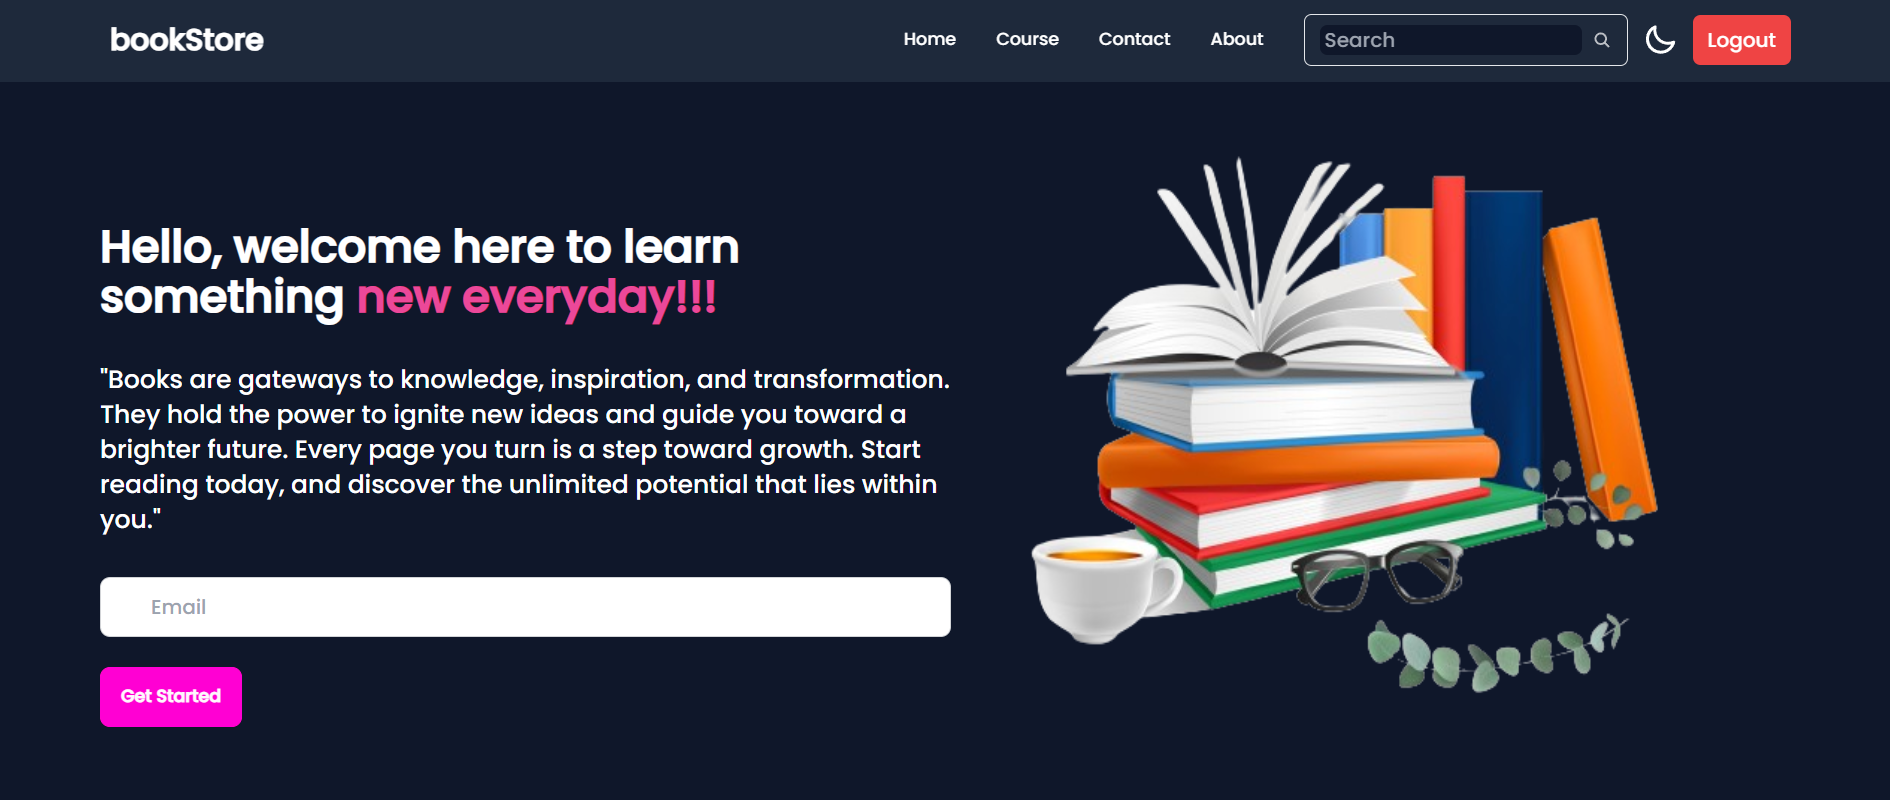 bookStore
Home Course Contact About Search Logout
Hello, welcome here to learn
something new everyday!!!
"Books are gateways to knowledge, inspiration, and transformation.
They hold the power to ignite new ideas and guide you toward a
brighter future. Every page you turn is a step toward growth. Start
reading today, and discover the unlimited potential that lies within
you."
Email
Get Started